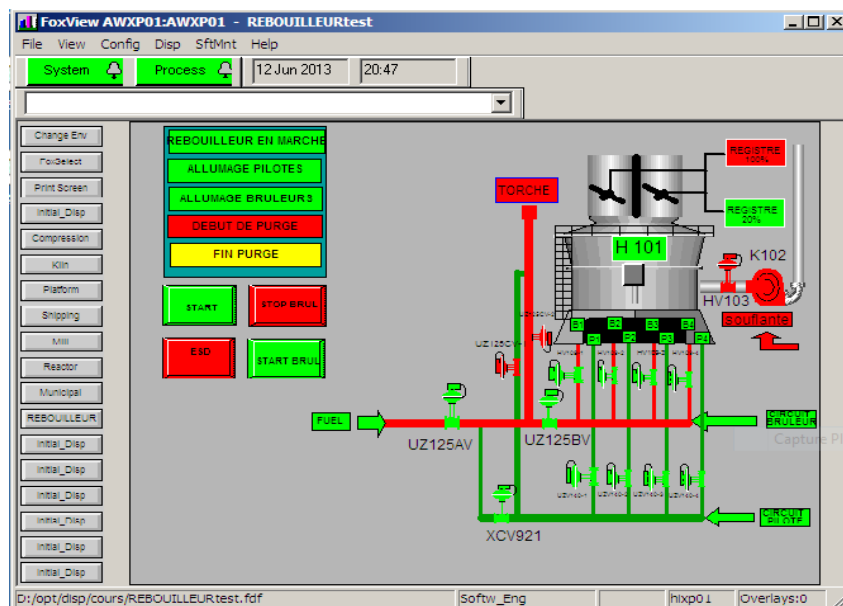 FoxView AWXP01:AWXP01 - REBOUILLEURtest
File View Config Disp SftMnt Help
System Process 12 Jun 2013 20:47
Change Env
FoxSelect
Print Screen
Initial_Disp
Compression
Kiln
Platform
Shipping
Mill
Reactor
Municipal
REBOUILLEUR
Initial_Disp
Initial_Disp
Initial_Disp
Initial_Disp
Initial_Disp
Initial_Disp
REBOUILLEUR EN MARCHE
ALLUMAGE PILOTES
ALLUMAGE BRULEURS
DEBUT DE PURGE
FIN PURGE
START
STOP BRUL
ESD
START BRUL
TORCHE
REGISTRE
100%
REGISTRE
20%
H 101
K102
HV103
souflante
B1 B2 B3 B4
P1 P2 P3 P4
FUEL
UZ125AV
UZ125BV
CIRCUIT
BRULEUR
XCV921
CIRCUIT
PILOTE
D:/opt/disp/cours/REBOUILLEURtest.fdf Softw_Eng hixp01 Overlays:0